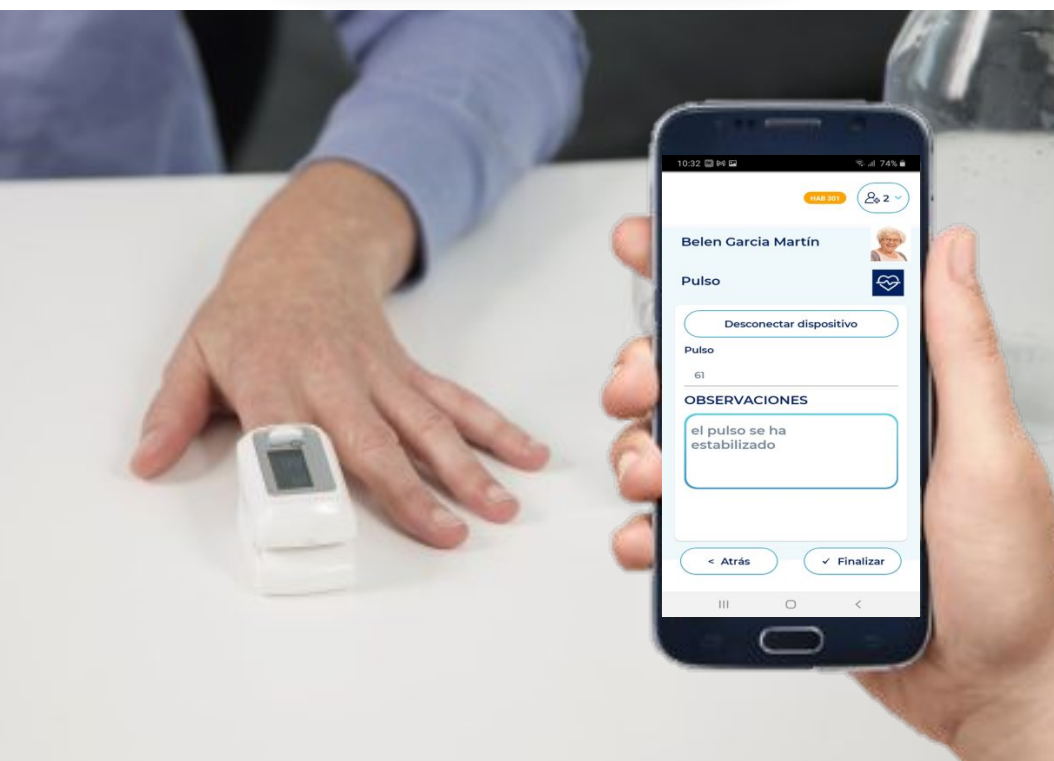 10:32
74%
HAB 301
2
Belen Garcia Martín
Pulso
Desconectar dispositivo
Pulso
61
OBSERVACIONES
el pulso se ha
estabilizado
< Atrás
✓ Finalizar